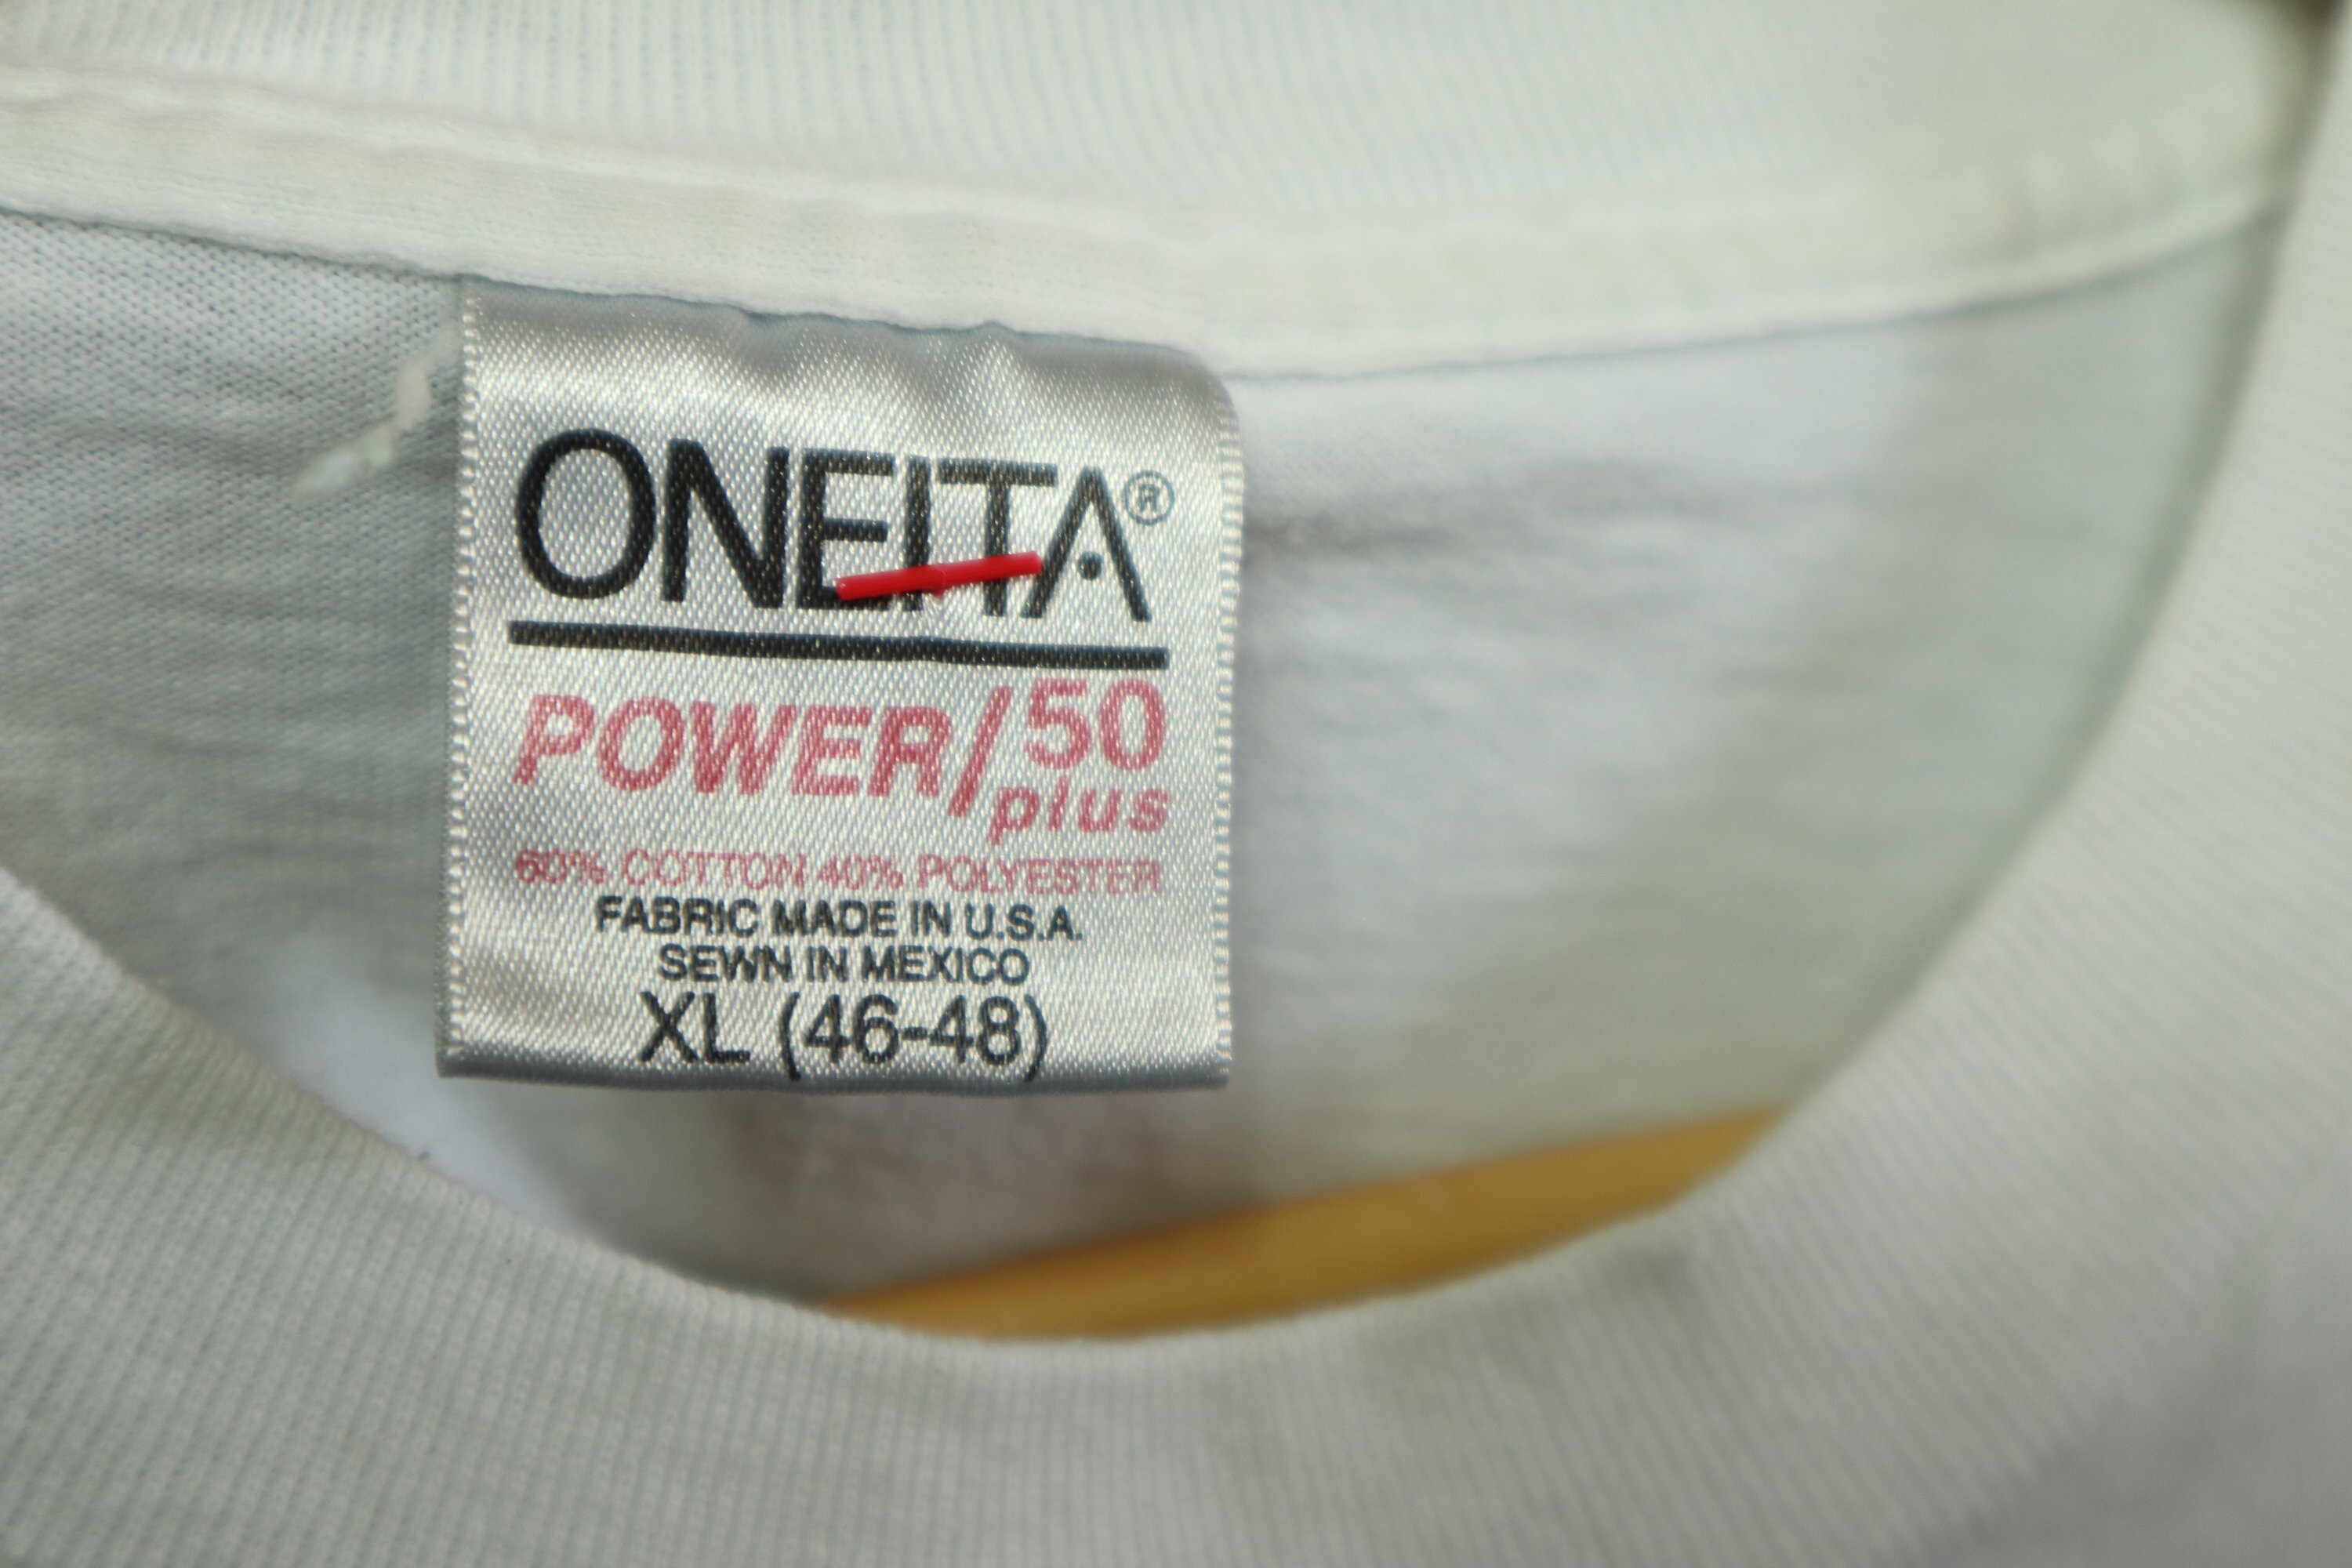 ONEITA®
POWER/50
plus
60% COTTON 40% POLYESTER
FABRIC MADE IN U.S.A.
SEWN IN MEXICO
XL (46-48)